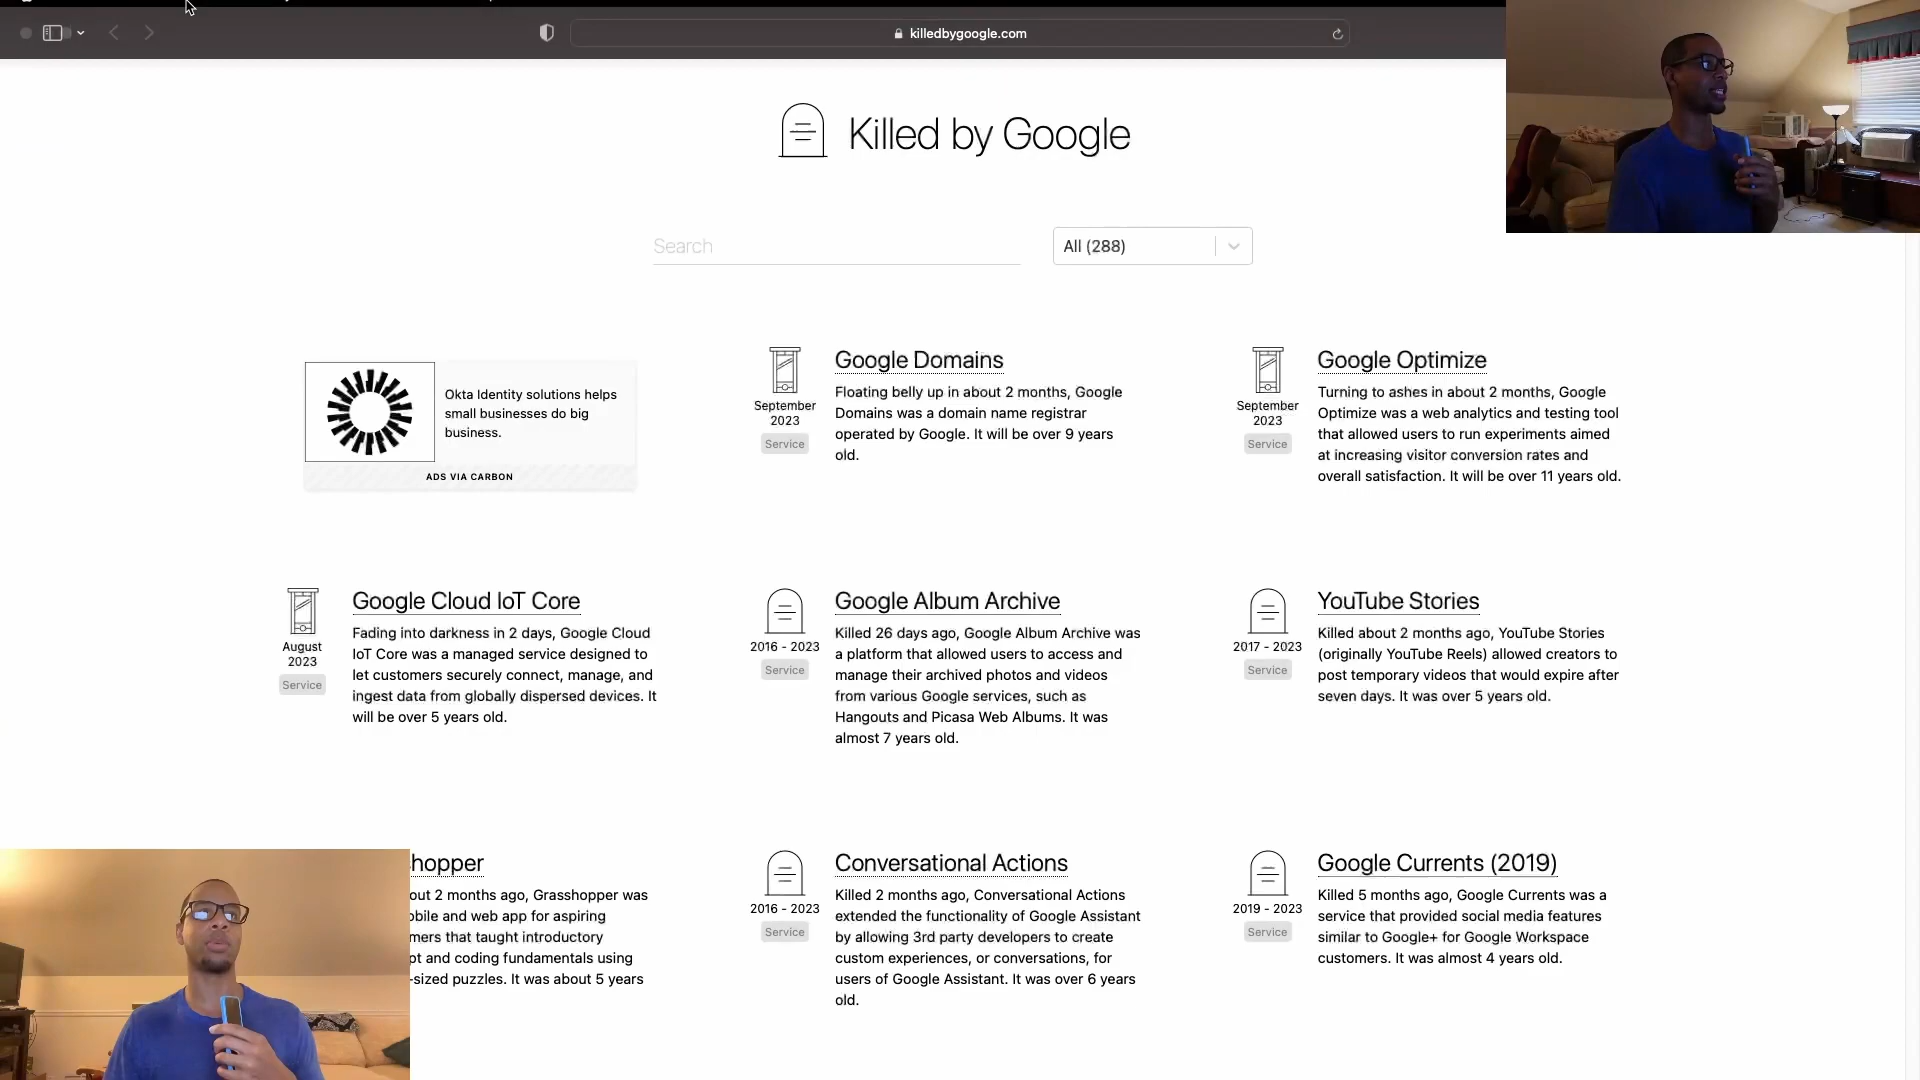 killedbygoogle.com
Killed by Google
Search
All (288)
Okta Identity solutions helps
small businesses do big
business.
ADS VIA CARBON
September
2023
Service
Google Domains
Floating belly up in about 2 months, Google
Domains was a domain name registrar
operated by Google. It will be over 9 years
old.
September
2023
Service
Google Optimize
Turning to ashes in about 2 months, Google
Optimize was a web analytics and testing tool
that allowed users to run experiments aimed
at increasing visitor conversion rates and
overall satisfaction. It will be over 11 years old.
August
2023
Service
Google Cloud IoT Core
Fading into darkness in 2 days, Google Cloud
IoT Core was a managed service designed to
let customers securely connect, manage, and
ingest data from globally dispersed devices. It
will be over 5 years old.
2016 - 2023
Service
Google Album Archive
Killed 26 days ago, Google Album Archive was
a platform that allowed users to access and
manage their archived photos and videos
from various Google services, such as
Hangouts and Picasa Web Albums. It was
almost 7 years old.
2017 - 2023
Service
YouTube Stories
Killed about 2 months ago, YouTube Stories
(originally YouTube Reels) allowed creators to
post temporary videos that would expire after
seven days. It was over 5 years old.
hopper
out 2 months ago, Grasshopper was
obile and web app for aspiring
mers that taught introductory
pt and coding fundamentals using
-sized puzzles. It was about 5 years
2016 - 2023
Service
Conversational Actions
Killed 2 months ago, Conversational Actions
extended the functionality of Google Assistant
by allowing 3rd party developers to create
custom experiences, or conversations, for
users of Google Assistant. It was over 6 years
old.
2019 - 2023
Service
Google Currents (2019)
Killed 5 months ago, Google Currents was a
service that provided social media features
similar to Google+ for Google Workspace
customers. It was almost 4 years old.